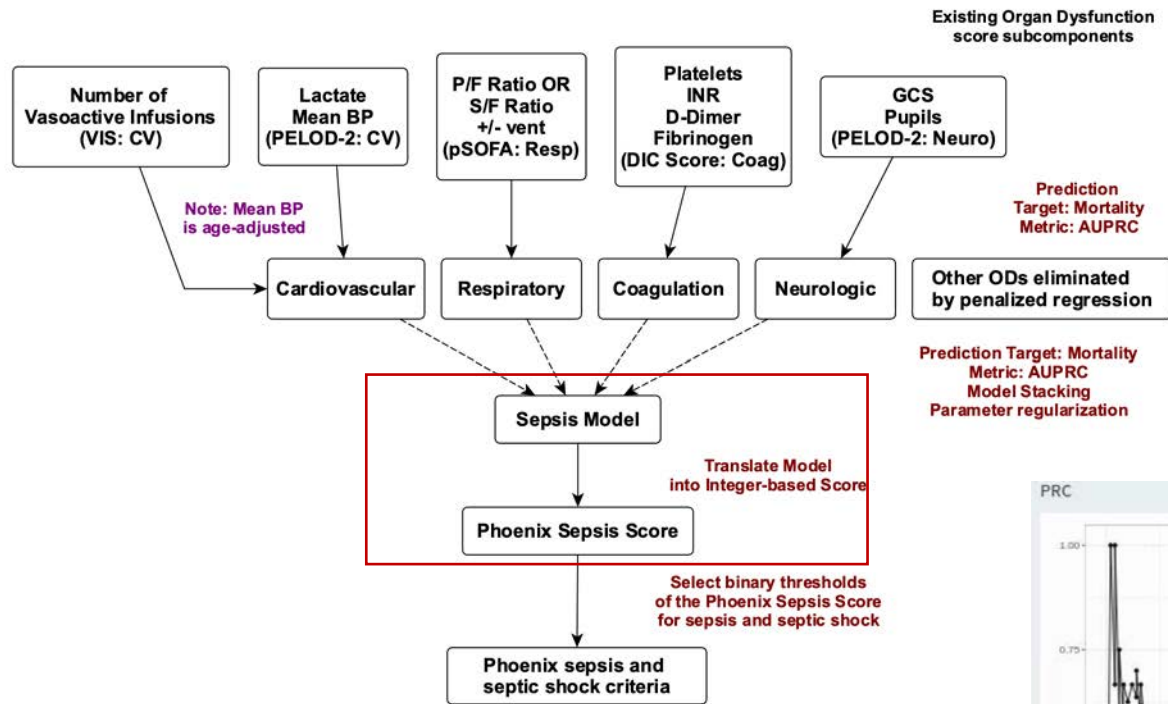 Existing Organ Dysfunction
score subcomponents
Number of
Vasoactive Infusions
(VIS: CV)
Lactate
Mean BP
(PELOD-2: CV)
P/F Ratio OR
S/F Ratio
+/- vent
(pSOFA: Resp)
Platelets
INR
D-Dimer
Fibrinogen
(DIC Score: Coag)
GCS
Pupils
(PELOD-2: Neuro)
Note: Mean BP
is age-adjusted
Prediction
Target: Mortality
Metric: AUPRC
Cardiovascular
Respiratory
Coagulation
Neurologic
Other ODs eliminated
by penalized regression
Prediction Target: Mortality
Metric: AUPRC
Model Stacking
Parameter regularization
Sepsis Model
Translate Model
into Integer-based Score
Phoenix Sepsis Score
Select binary thresholds
of the Phoenix Sepsis Score
for sepsis and septic shock
Phoenix sepsis and
septic shock criteria
PRC
1.00
0.75